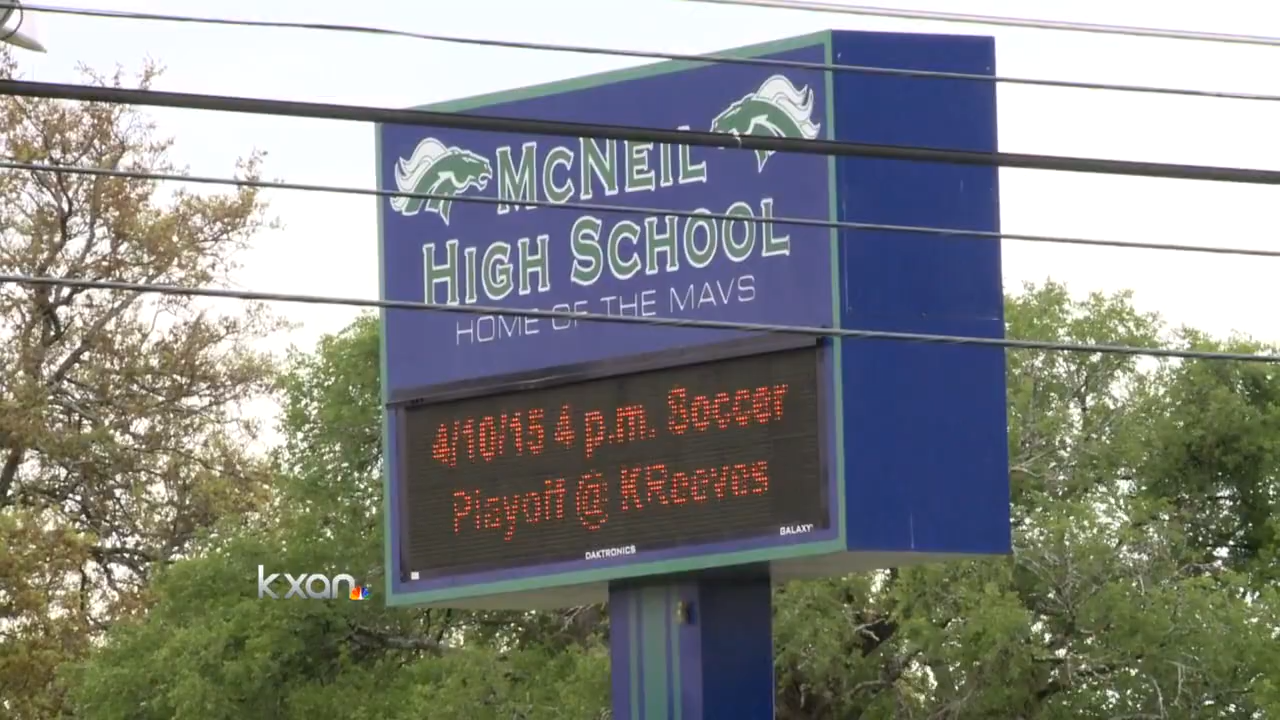 McNeil
High School
HOME OF THE MAVS
4/10/15 4 p.m. Soccer
Playoff @ KReeves
DAKTRONICS
GALAXY
kxan